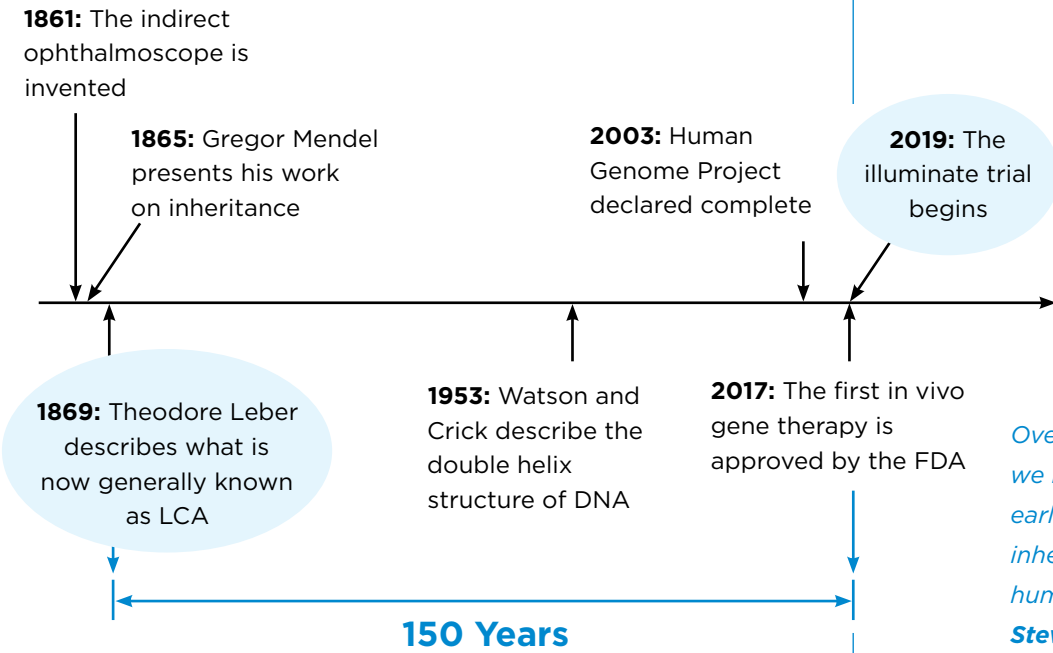 1861: The indirect
ophthalmoscope is
invented
1865: Gregor Mendel
presents his work
on inheritance
2003: Human
Genome Project
declared complete
2019: The
illuminate trial
begins
1869: Theodore Leber
describes what is
now generally known
as LCA
1953: Watson and
Crick describe the
double helix
structure of DNA
2017: The first in vivo
gene therapy is
approved by the FDA
150 Years
we